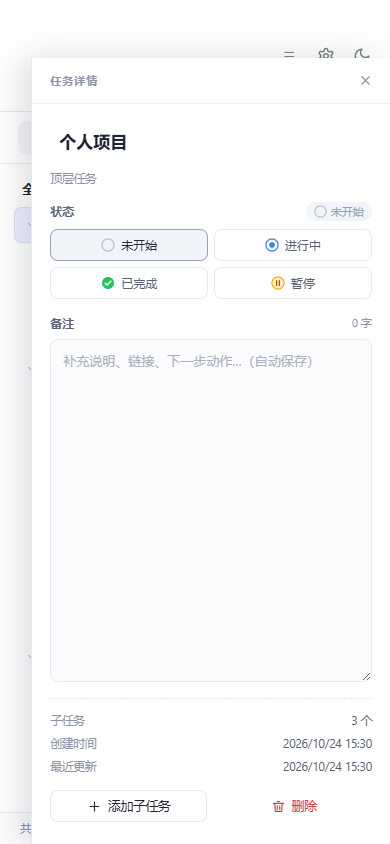 任务详情
全
个人项目
顶层任务
状态 未开始
未开始 进行中
已完成 暂停
备注 0 字
补充说明、链接、下一步动作...（自动保存）
子任务 3 个
创建时间 2026/10/24 15:30
最近更新 2026/10/24 15:30
添加子任务 删除
共